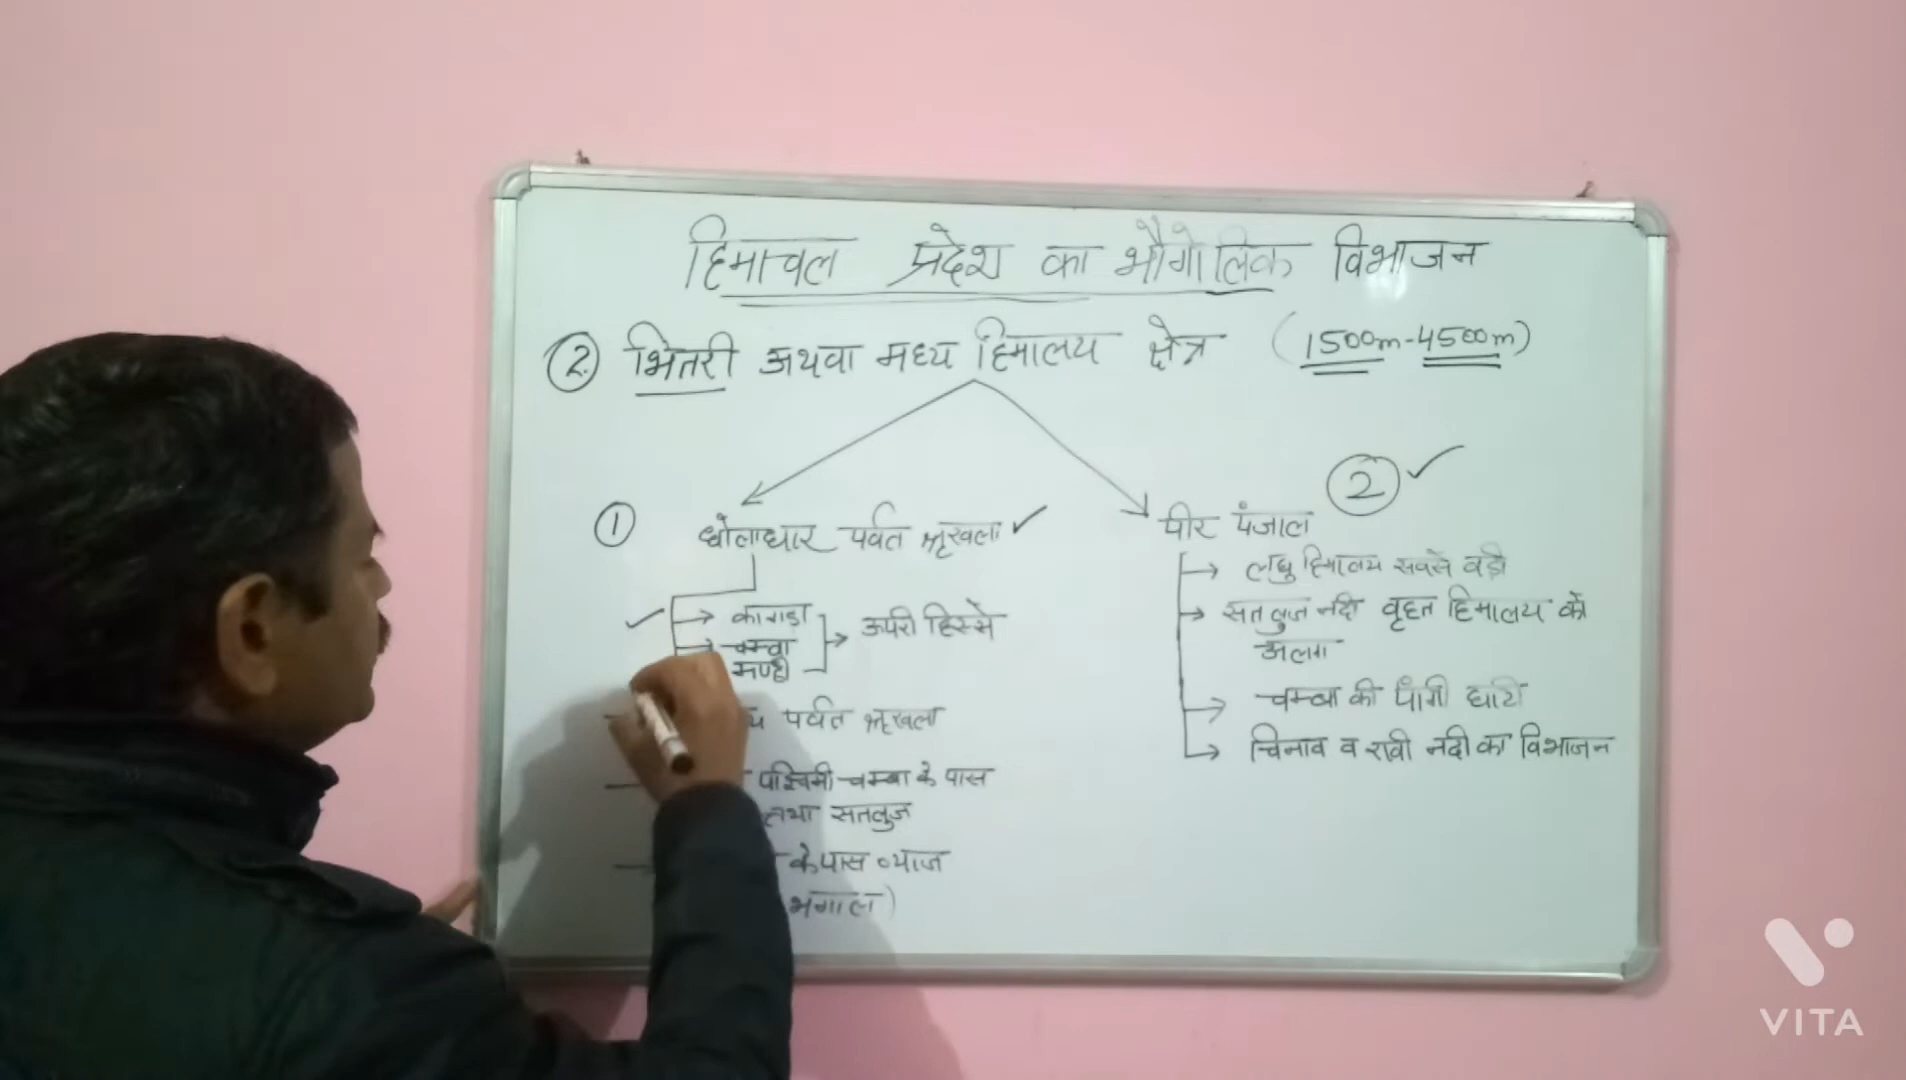 हिमाचल प्रदेश का भौगोलिक विभाजन
② भितरी अथवा मध्य हिमालय क्षेत्र (1500m-4500m)
①
धोलाधार पर्वत श्रृखला ✓
✓ → कांगड़ा
→ चम्बा
मण्डी
→ ऊपरी हिस्से
पर्वत श्रृखला
पश्चिमी चम्बा के पास
तथा सतलुज
के पास ब्याज
भंगाल)
② ✓
पीर पंजाल
→ लघु हिमालय सबसे बड़ी
→ सतलुज नदी वृहत हिमालय को
अलग
→ चम्बा की पांगी घाटी
→ चिनाव व रावी नदी का विभाजन
VITA